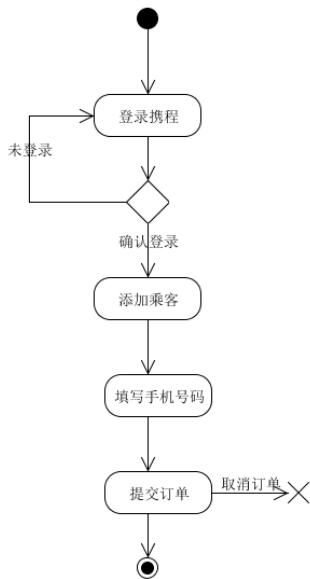 登录携程
未登录
确认登录
添加乘客
填写手机号码
取消订单
提交订单